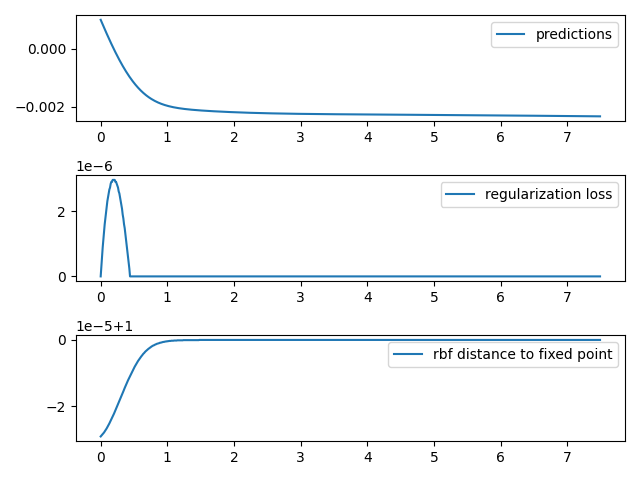 predictions
0.000
−0.002
0 1 2 3 4 5 6 7
1e−6
regularization loss
2
0
0 1 2 3 4 5 6 7
1e−5+1
0
rbf distance to fixed point
−2
0 1 2 3 4 5 6 7